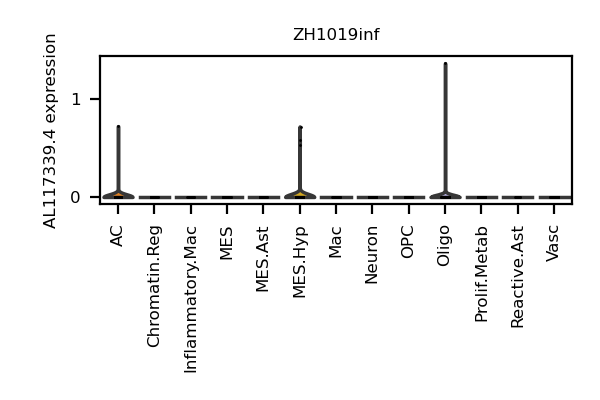 ZH1019inf
AL117339.4 expression
1
0
AC
Chromatin.Reg
Inflammatory.Mac
MES
MES.Ast
MES.Hyp
Mac
Neuron
OPC
Oligo
Prolif.Metab
Reactive.Ast
Vasc